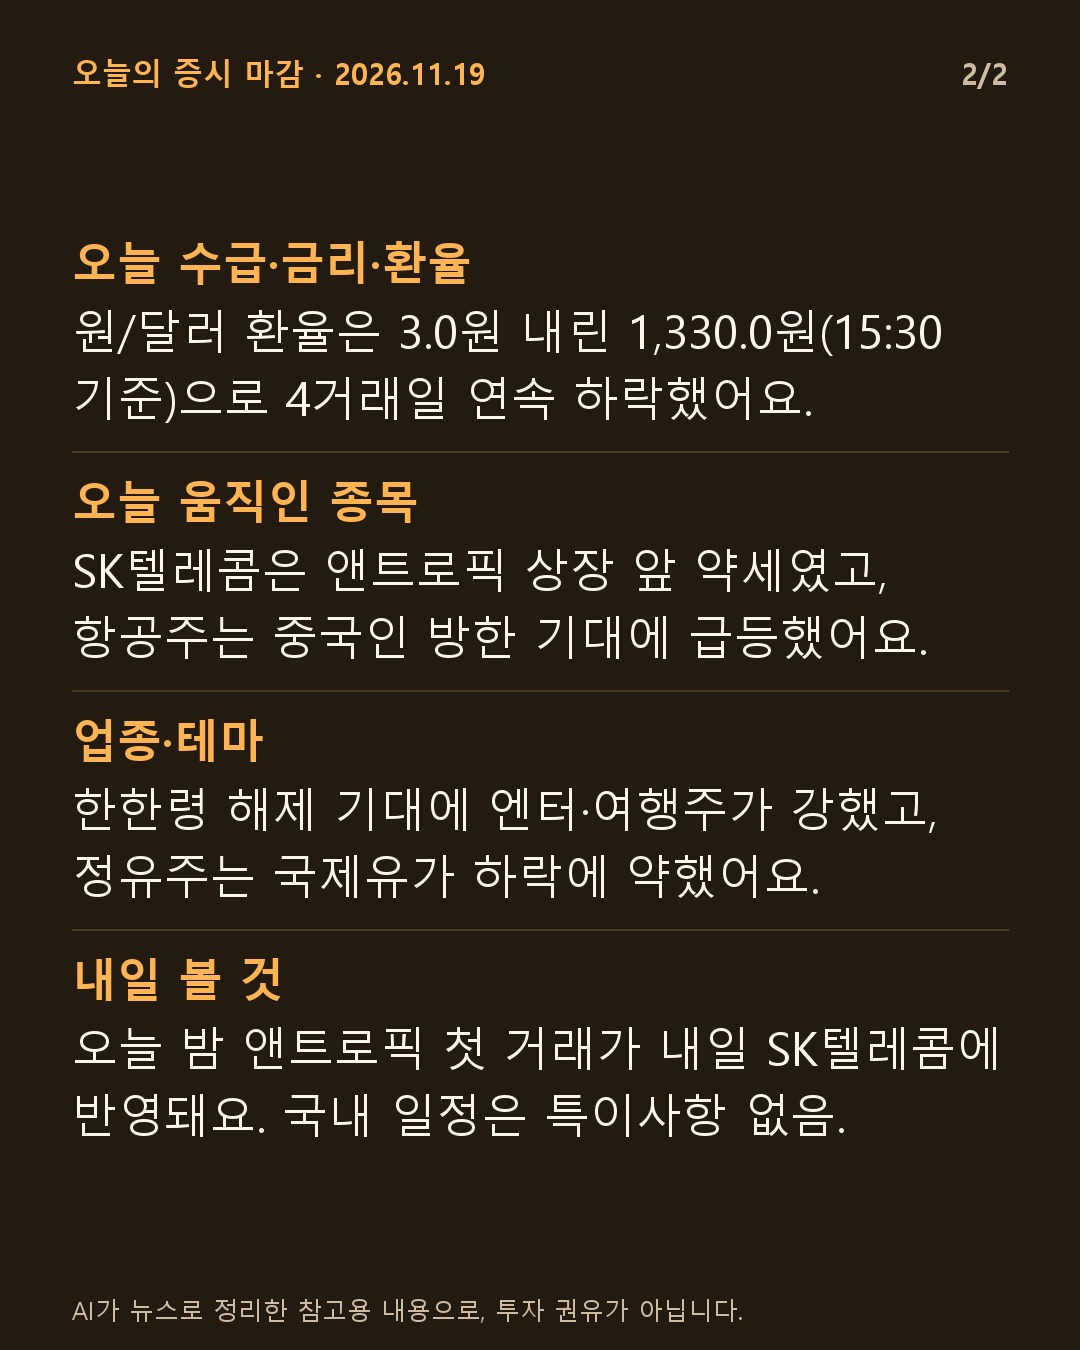 오늘의 증시 마감 · 2026.11.19
2/2
오늘 수급·금리·환율
원/달러 환율은 3.0원 내린 1,330.0원(15:30
기준)으로 4거래일 연속 하락했어요.
오늘 움직인 종목
SK텔레콤은 앤트로픽 상장 앞 약세였고,
항공주는 중국인 방한 기대에 급등했어요.
업종·테마
한한령 해제 기대에 엔터·여행주가 강했고,
정유주는 국제유가 하락에 약했어요.
내일 볼 것
오늘 밤 앤트로픽 첫 거래가 내일 SK텔레콤에
반영돼요. 국내 일정은 특이사항 없음.
AI가 뉴스로 정리한 참고용 내용으로, 투자 권유가 아닙니다.